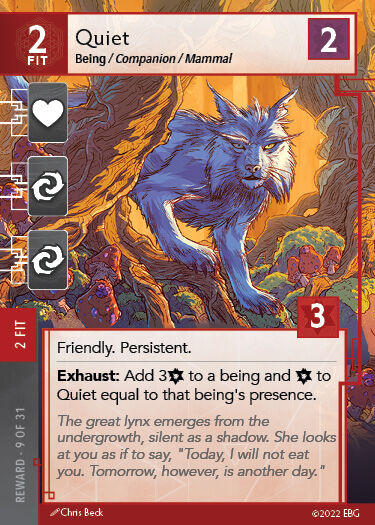 2
FIT
Quiet
Being / Companion / Mammal
2
3
2 FIT
REWARD - 9 OF 31
Friendly. Persistent.
Exhaust: Add 3 to a being and to
Quiet equal to that being's presence.
The great lynx emerges from the
undergrowth, silent as a shadow. She looks
at you as if to say, "Today, I will not eat
you. Tomorrow, however, is another day."
Chris Beck
©2022 EBG